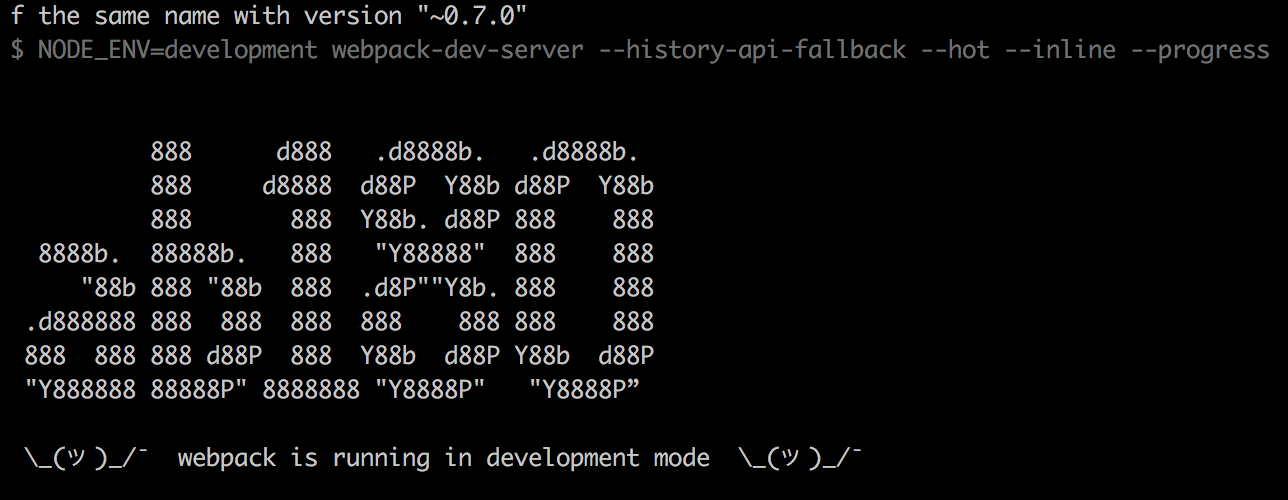 f the same name with version "~0.7.0"
$ NODE_ENV=development webpack-dev-server --history-api-fallback --hot --inline --progress
         888      d888   .d8888b.   .d8888b.
         888     d8888  d88P  Y88b d88P  Y88b
         888       888  Y88b. d88P 888    888
 8888b.  88888b.   888   "Y88888"  888    888
    "88b 888 "88b  888  .d8P""Y8b. 888    888
.d888888 888  888  888  888    888 888    888
888  888 888 d88P  888  Y88b  d88P Y88b  d88P
"Y888888 88888P" 8888888 "Y8888P"   "Y8888P”
\_(ツ)_/¯  webpack is running in development mode  \_(ツ)_/¯